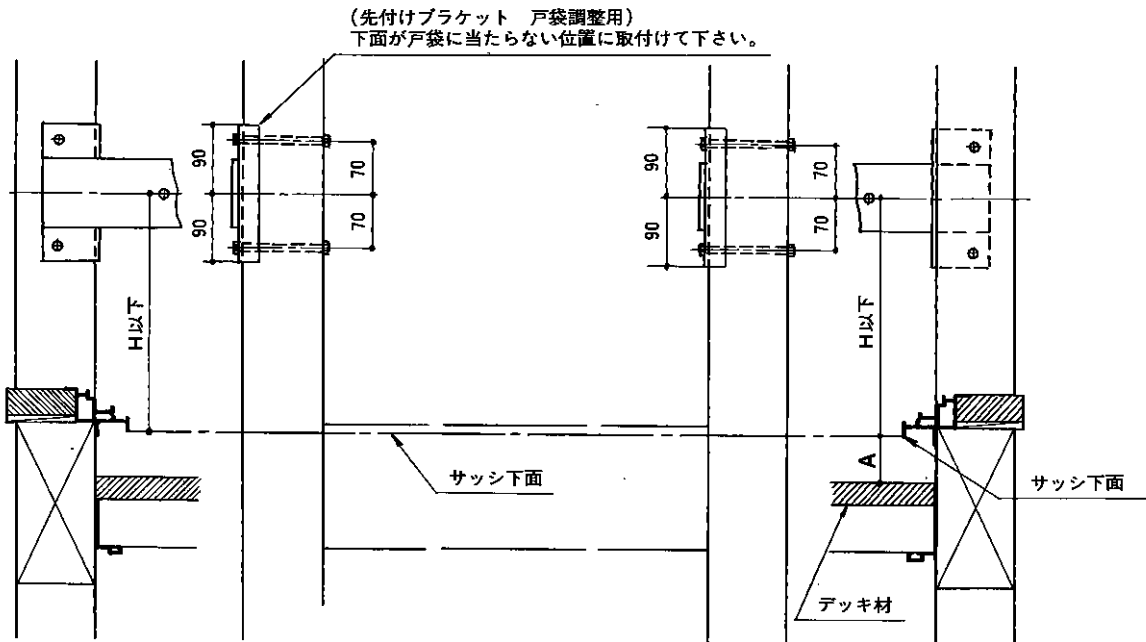 (先付けブラケット 戸袋調整用)
下面が戸袋に当たらない位置に取付けて下さい。
90
90
70
70
90
90
70
70
H以下
H以下
A
サッシ下面
サッシ下面
デッキ材